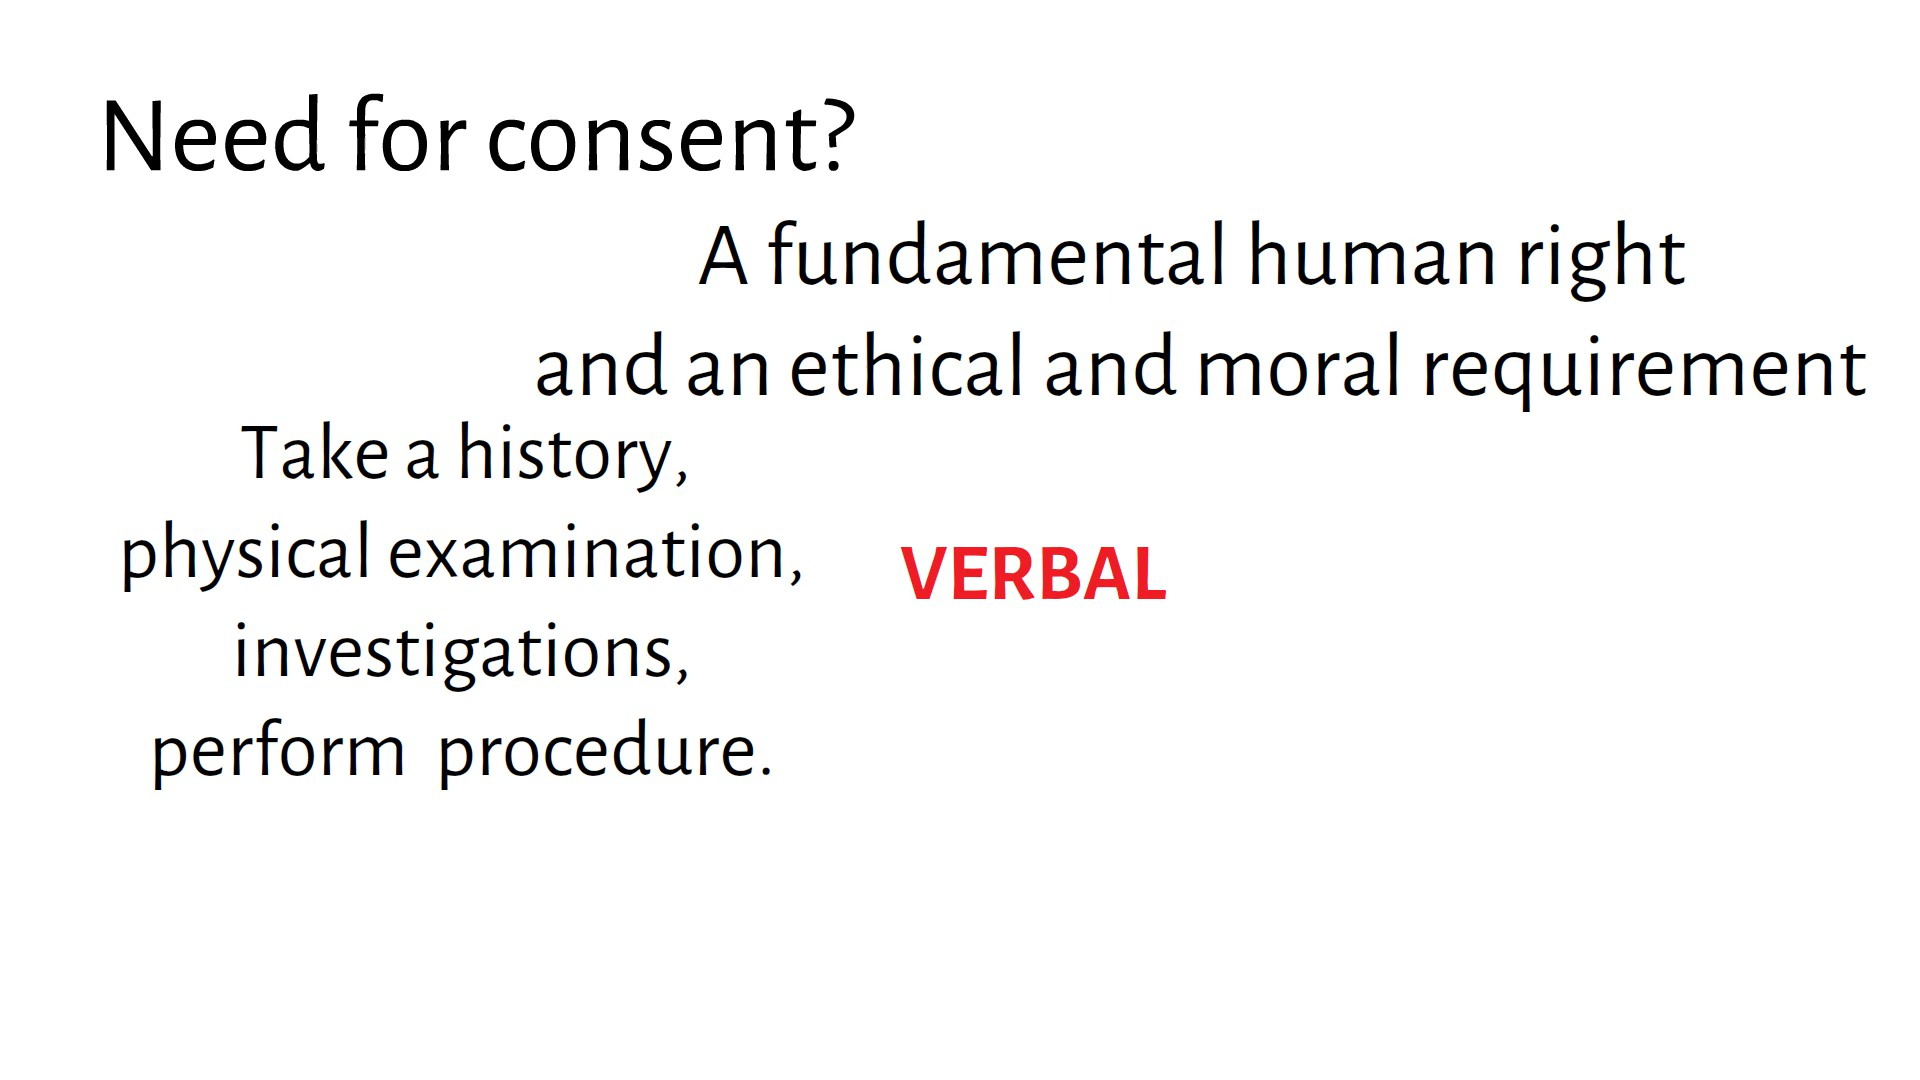 Need for consent?
A fundamental human right
and an ethical and moral requirement
Take a history,
physical examination,
VERBAL
investigations,
perform  procedure.